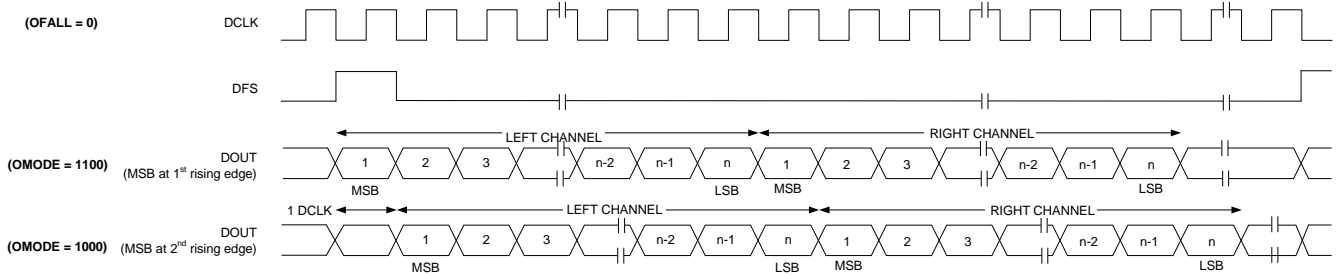 (OFALL = 0) DCLK
DFS
LEFT CHANNEL RIGHT CHANNEL
(OMODE = 1100) DOUT 1 2 3 n-2 n-1 n 1 2 3 n-2 n-1 n
(MSB at 1st rising edge)
MSB LSB MSB LSB
1 DCLK LEFT CHANNEL RIGHT CHANNEL
(OMODE = 1000) DOUT 1 2 3 n-2 n-1 n 1 2 3 n-2 n-1 n
(MSB at 2nd rising edge)
MSB LSB MSB LSB